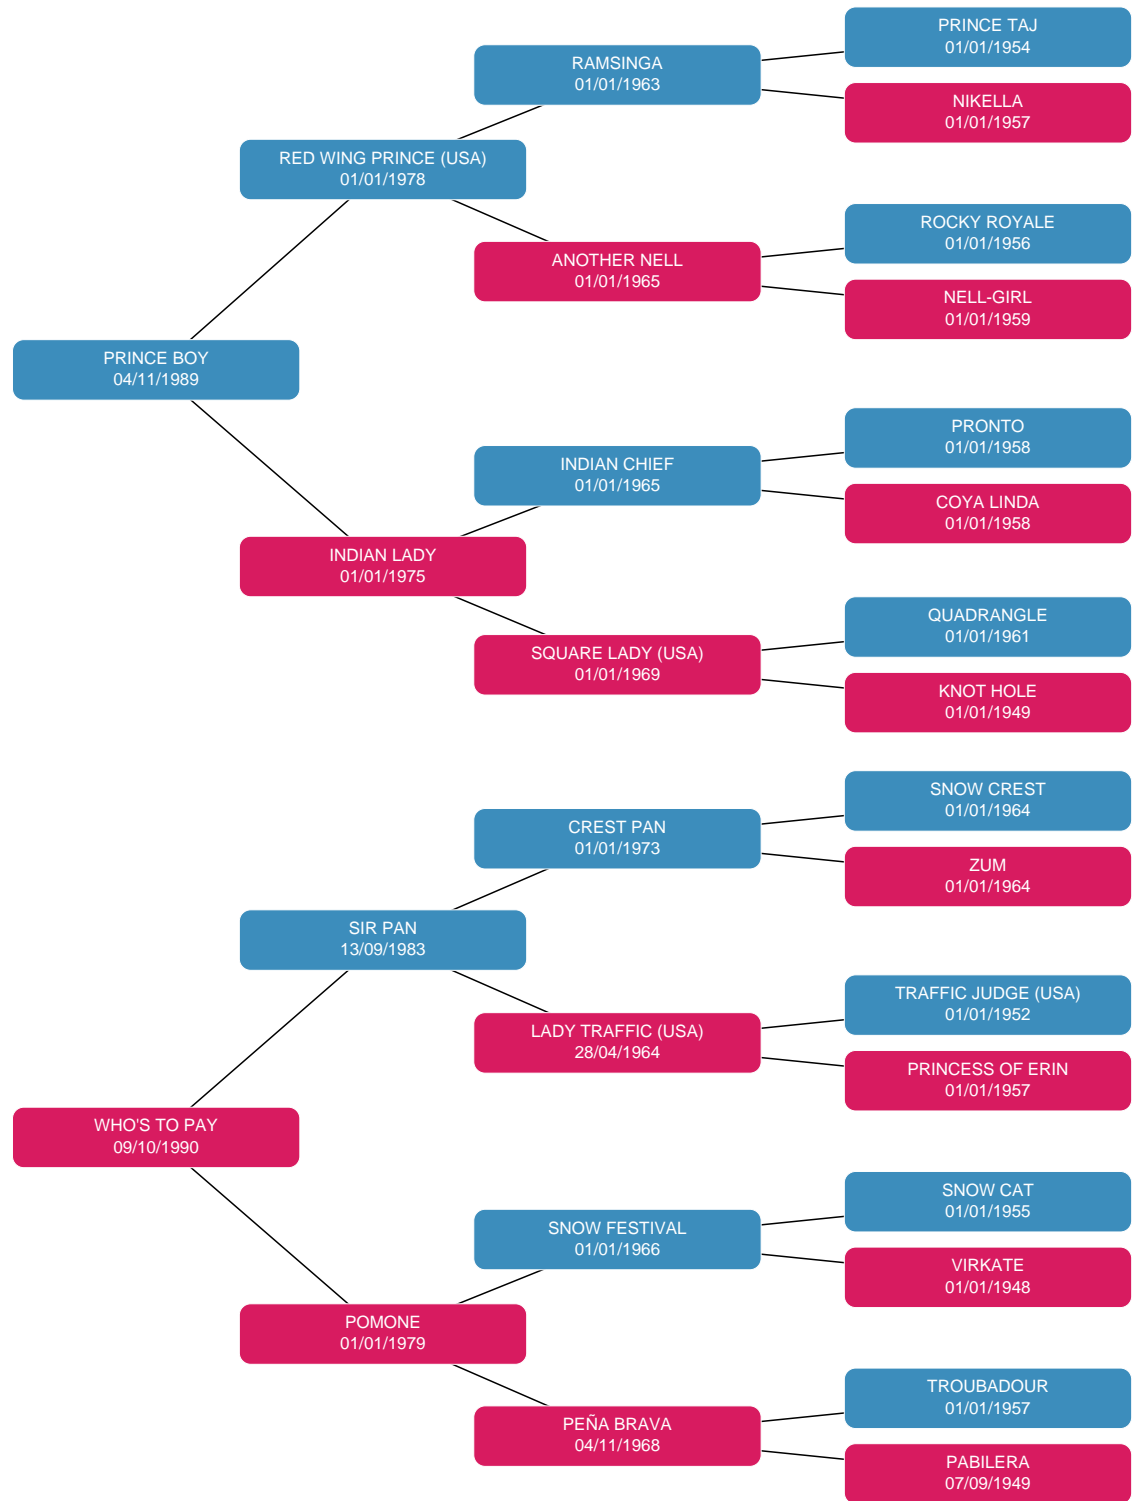 PRINCE TAJ
01/01/1954
RAMSINGA
01/01/1963
NIKELLA
01/01/1957
RED WING PRINCE (USA)
01/01/1978
ROCKY ROYALE
01/01/1956
ANOTHER NELL
01/01/1965
NELL-GIRL
01/01/1959
PRINCE BOY
04/11/1989
PRONTO
01/01/1958
INDIAN CHIEF
01/01/1965
COYA LINDA
01/01/1958
INDIAN LADY
01/01/1975
QUADRANGLE
01/01/1961
SQUARE LADY (USA)
01/01/1969
KNOT HOLE
01/01/1949
SNOW CREST
01/01/1964
CREST PAN
01/01/1973
ZUM
01/01/1964
SIR PAN
13/09/1983
TRAFFIC JUDGE (USA)
01/01/1952
LADY TRAFFIC (USA)
28/04/1964
PRINCESS OF ERIN
01/01/1957
WHO'S TO PAY
09/10/1990
SNOW CAT
01/01/1955
SNOW FESTIVAL
01/01/1966
VIRKATE
01/01/1948
POMONE
01/01/1979
TROUBADOUR
01/01/1957
PEÑA BRAVA
04/11/1968
PABILERA
07/09/1949